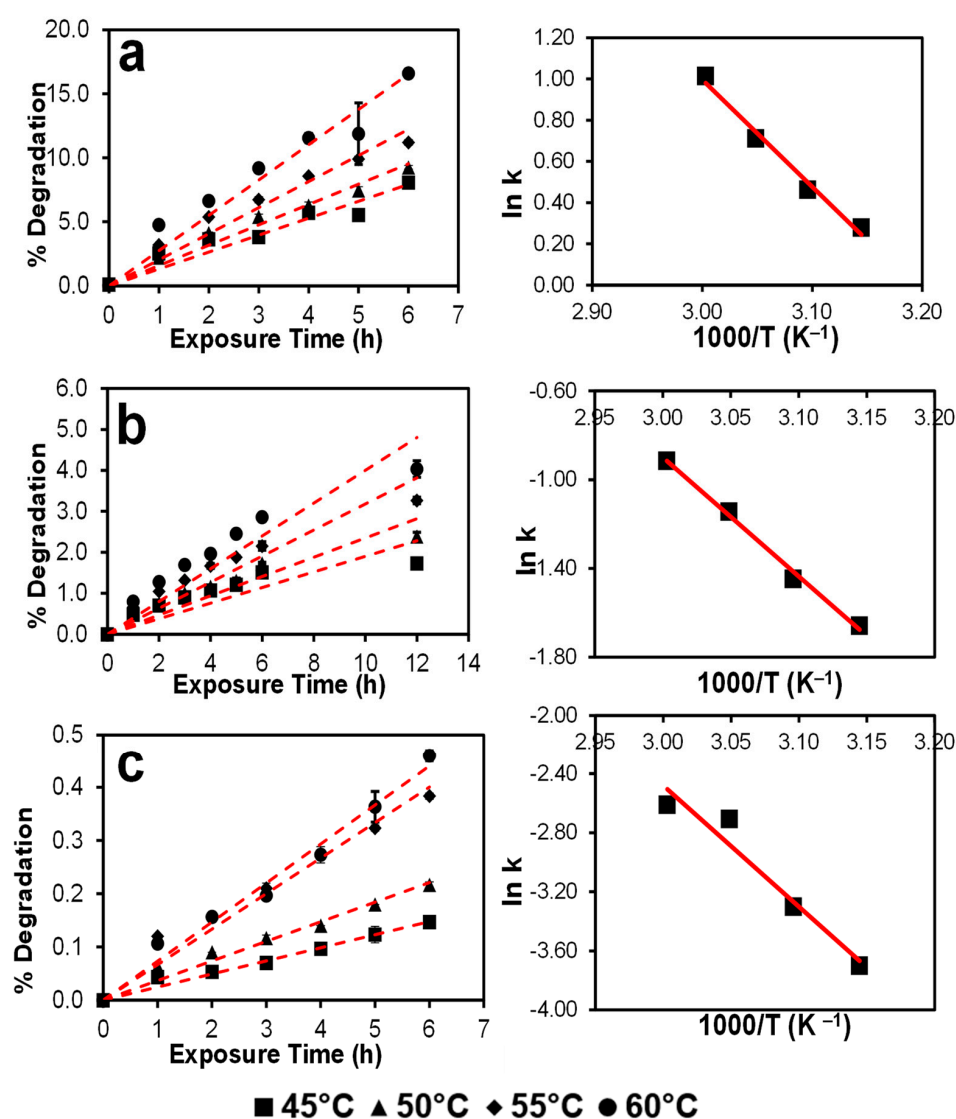 a
20.0
15.0
10.0
5.0
0.0
% Degradation
0 1 2 3 4 5 6 7
Exposure Time (h)
1.20
1.00
0.80
0.60
0.40
0.20
0.00
ln k
2.90 3.00 3.10 3.20
1000/T (K⁻¹)
b
6.0
5.0
4.0
3.0
2.0
1.0
0.0
% Degradation
0 2 4 6 8 10 12 14
Exposure Time (h)
-0.60
-1.00
-1.40
-1.80
ln k
2.95 3.00 3.05 3.10 3.15 3.20
1000/T (K⁻¹)
c
0.5
0.4
0.3
0.2
0.1
0.0
% Degradation
0 1 2 3 4 5 6 7
Exposure Time (h)
-2.00
-2.40
-2.80
-3.20
-3.60
-4.00
ln k
2.95 3.00 3.05 3.10 3.15 3.20
1000/T (K⁻¹)
45°C 50°C 55°C 60°C